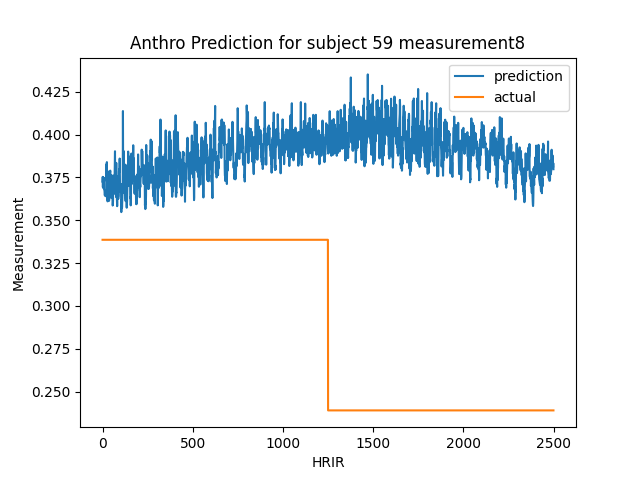 Anthro Prediction for subject 59 measurement8
prediction
actual
0.425
0.400
0.375
0.350
0.325
0.300
0.275
0.250
Measurement
0
500
1000
1500
2000
2500
HRIR